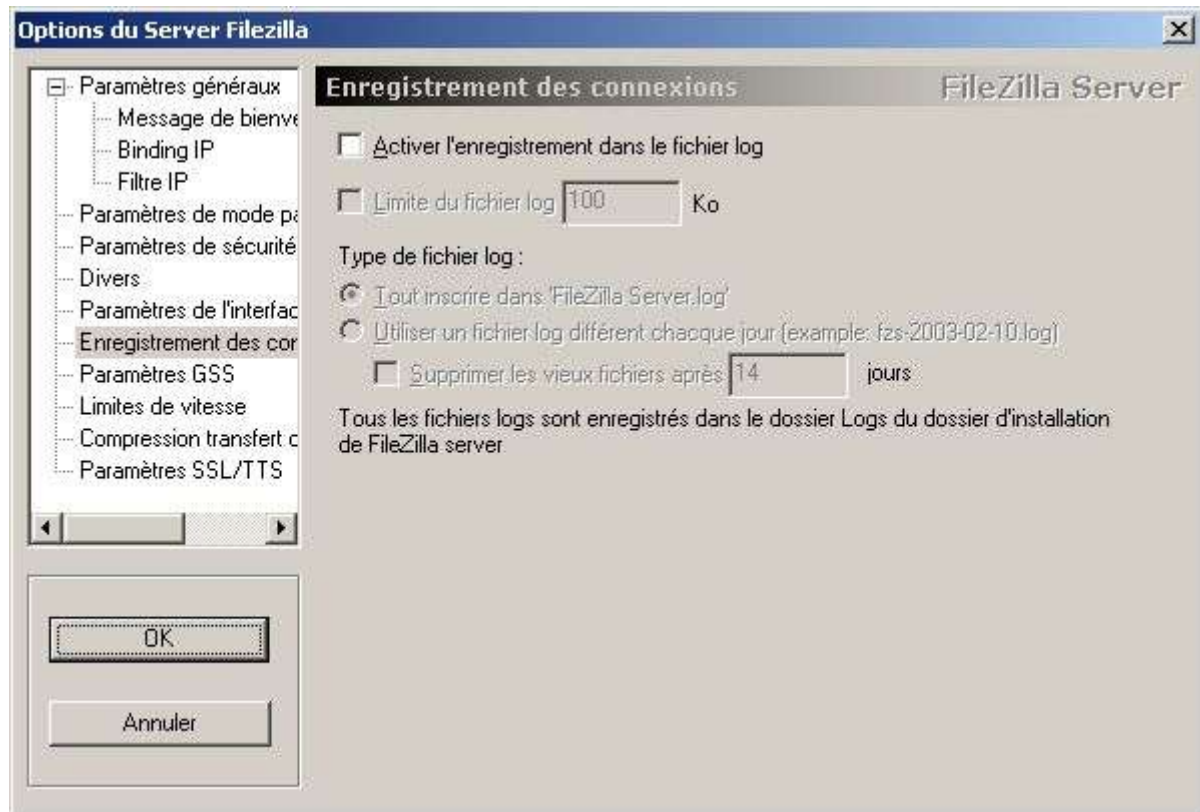 Options du Server Filezilla
Paramètres généraux
Message de bienve
Binding IP
Filtre IP
Paramètres de mode pa
Paramètres de sécurité
Divers
Paramètres de l'interfac
Enregistrement des cor
Paramètres GSS
Limites de vitesse
Compression transfert c
Paramètres SSL/TTS
OK
Annuler
Enregistrement des connexions FileZilla Server
Activer l'enregistrement dans le fichier log
Limite du fichier log 100 Ko
Type de fichier log :
Tout inscrire dans 'FileZilla Server.log'
Utiliser un fichier log différent chacque jour (example: fzs-2003-02-10.log)
Supprimer les vieux fichiers après 14 jours
Tous les fichiers logs sont enregistrés dans le dossier Logs du dossier d'installation
de FileZilla server